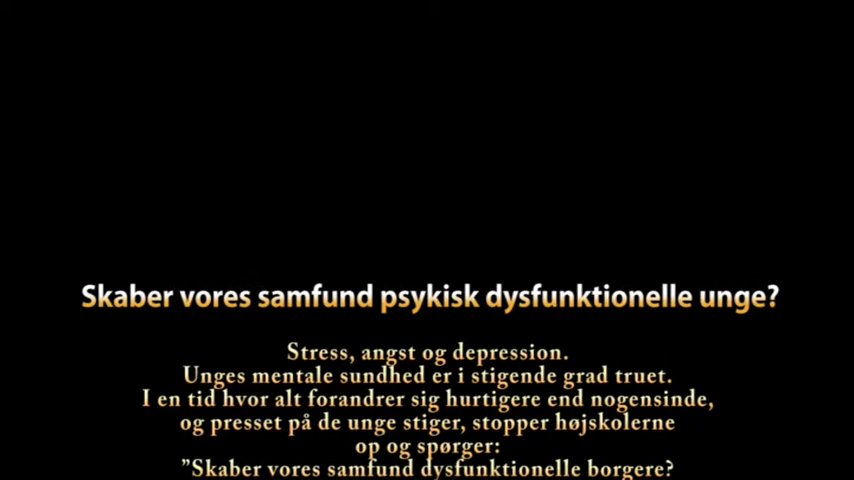 Skaber vores samfund psykisk dysfunktionelle unge?
Stress, angst og depression.
Unges mentale sundhed er i stigende grad truet.
I en tid hvor alt forandrer sig hurtigere end nogensinde,
og presset på de unge stiger, stopper højskolerne
op og spørger:
”Skaber vores samfund dysfunktionelle borgere?